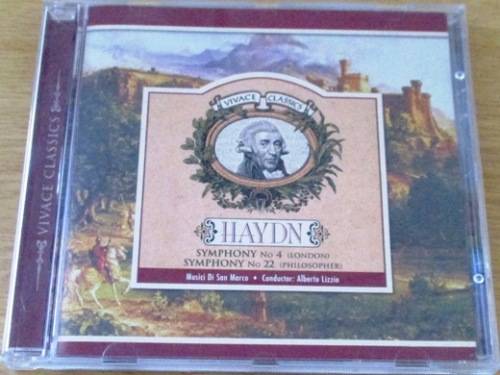 VIVACE CLASSICS
VIVACE CLASSICS
HAYDN
SYMPHONY No 4 (LONDON)
SYMPHONY No 22 (PHILOSOPHER)
Musici Di San Marco • Conductor: Alberto Lizzio